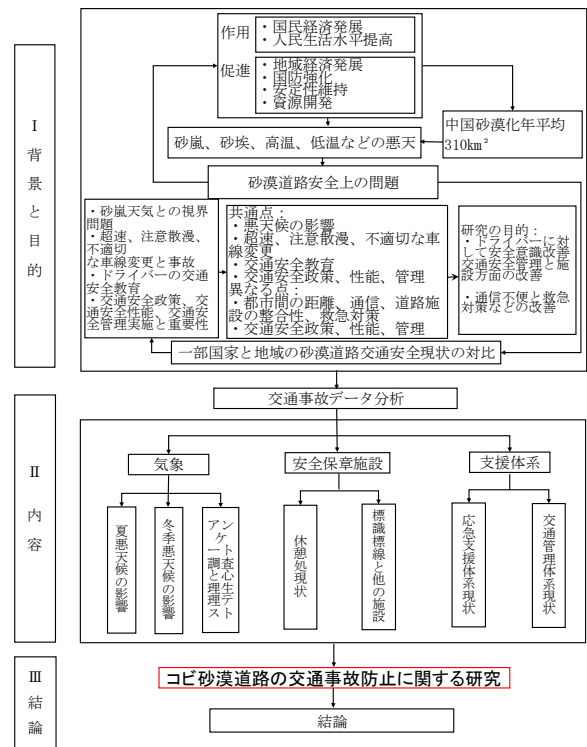 Ⅰ
背
景
と
目
的
作用
・国民経済発展
・人民生活水平提高
促進
・地域経済発展
・国防強化
・安定性維持
・資源開発
砂嵐、砂埃、高温、低温などの悪天
中国砂漠化年平均
310km²
砂漠道路安全上の問題
・砂嵐天気との視界
問題
・超速、注意散漫、
不適切
な車線変更と事故
・ドライバーの交通
安全教育
・交通安全政策、交
通安全性能、交通安
全管理実施と重要性
共通点：
・悪天候の影響
・超速、注意散漫、不適切な車
線変更
・交通安全教育
・交通安全政策、性能、管理
異なる点：
・都市間の距離、通信、道路施
設の整合性、救急対策
・交通安全政策、性能、管理
研究の目的：
・ドライバーに対
して安全意識改善
交通安全管理と施
設方面の改善
・通信不便と救急
対策などの改善
一部国家と地域の砂漠道路交通安全現状の対比
交通事故データ分析
Ⅱ
内
容
気象
安全保章施設
支援体系
夏悪天候の影響
冬季悪天候の影響
アンケート調査と心理生理テスト
休憩処現状
標識標線と他の施設
応急支援体系現状
交通管理体系現状
Ⅲ
結
論
コビ砂漠道路の交通事故防止に関する研究
結論